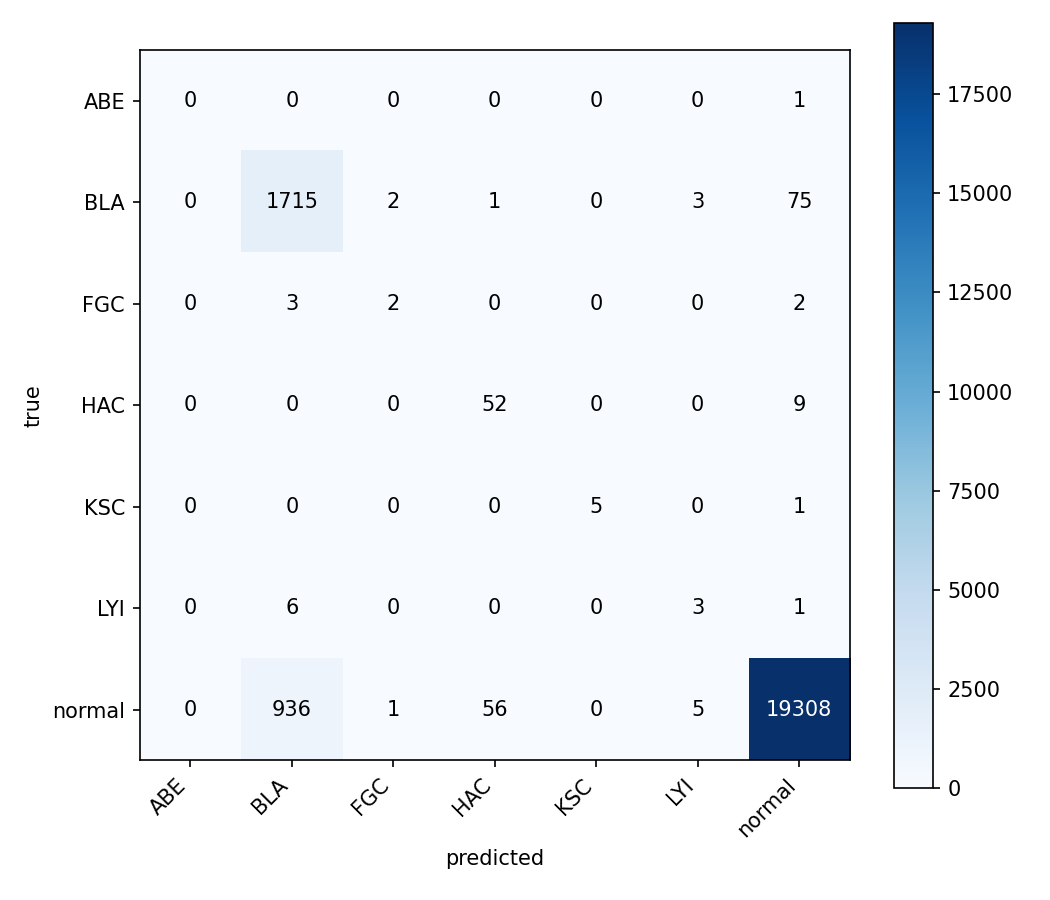 ABE 0 0 0 0 0 0 1
BLA 0 1715 2 1 0 3 75
FGC 0 3 2 0 0 0 2
HAC 0 0 0 52 0 0 9
KSC 0 0 0 0 5 0 1
LYI 0 6 0 0 0 3 1
normal 0 936 1 56 0 5 19308
ABE BLA FGC HAC KSC LYI normal
predicted
true
17500
15000
12500
10000
7500
5000
2500
0